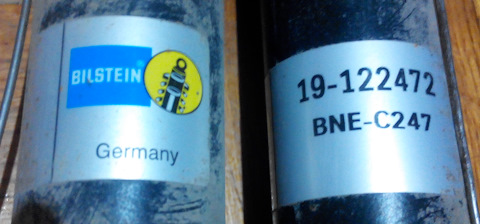 BILSTEIN
Germany
19-122472
BNE-C247